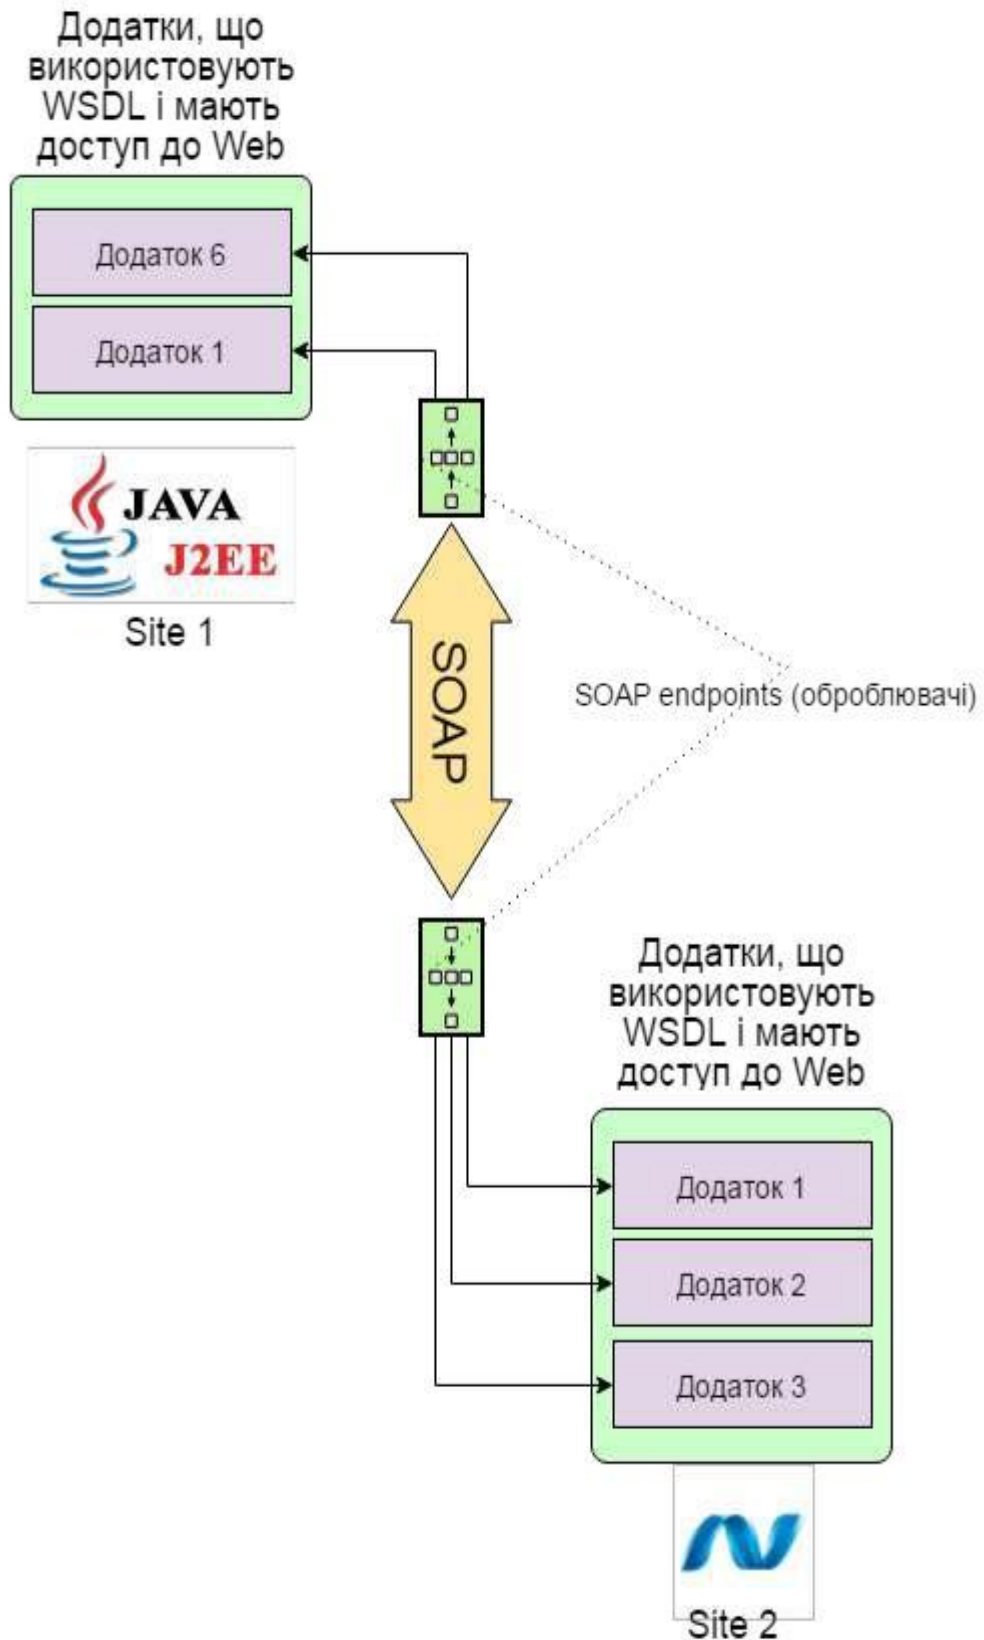 Додатки, що
використовують
WSDL і мають
доступ до Web
Додаток 6
Додаток 1
JAVA
J2EE
Site 1
SOAP
SOAP endpoints (оброблювачі)
Додатки, що
використовують
WSDL і мають
доступ до Web
Додаток 1
Додаток 2
Додаток 3
Site 2